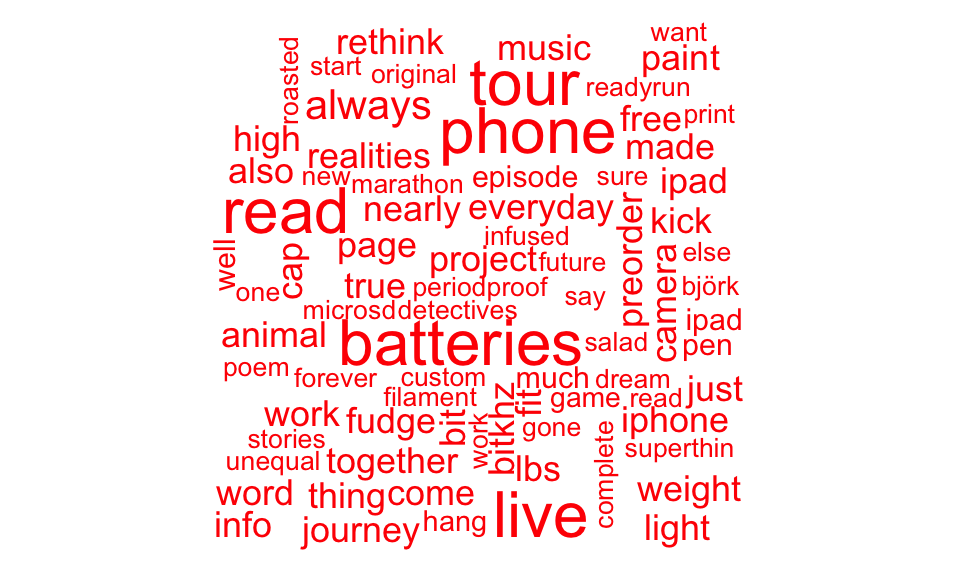 want
rethink music paint
roasted start original tour readyrun
always phone free print
high realities made
also new marathon episode sure ipad
read nearly everyday preorder kick
well cap page infused camera else
one project future björk
true periodproof say
microsd detectives ipad
animal batteries salad pen
poem forever custom much dream just
filament fit game read
work fudge bit work bitkhz gone iphone
stories complete superthin
unequal together lbs
word thing come live weight
info journey hang light